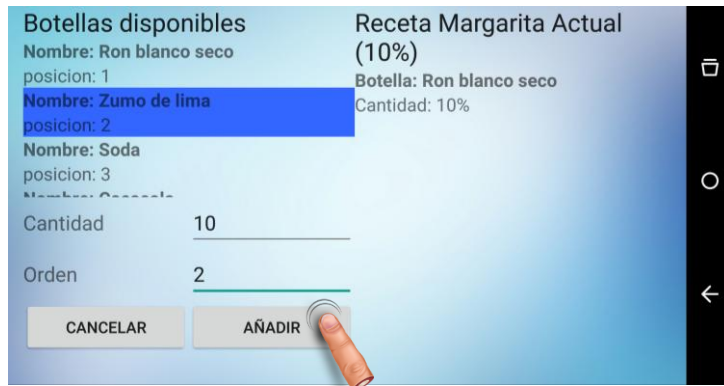 Botellas disponibles
Nombre: Ron blanco seco
posicion: 1
Nombre: Zumo de lima
posicion: 2
Nombre: Soda
posicion: 3
Cantidad 10
Orden 2
CANCELAR AÑADIR
Receta Margarita Actual
(10%)
Botella: Ron blanco seco
Cantidad: 10%